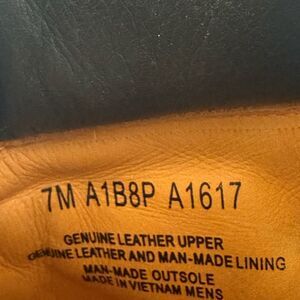 7M A1B8P A1617
GENUINE LEATHER UPPER
GENUINE LEATHER AND MAN-MADE LINING
MAN-MADE OUTSOLE
MADE IN VIETNAM MENS